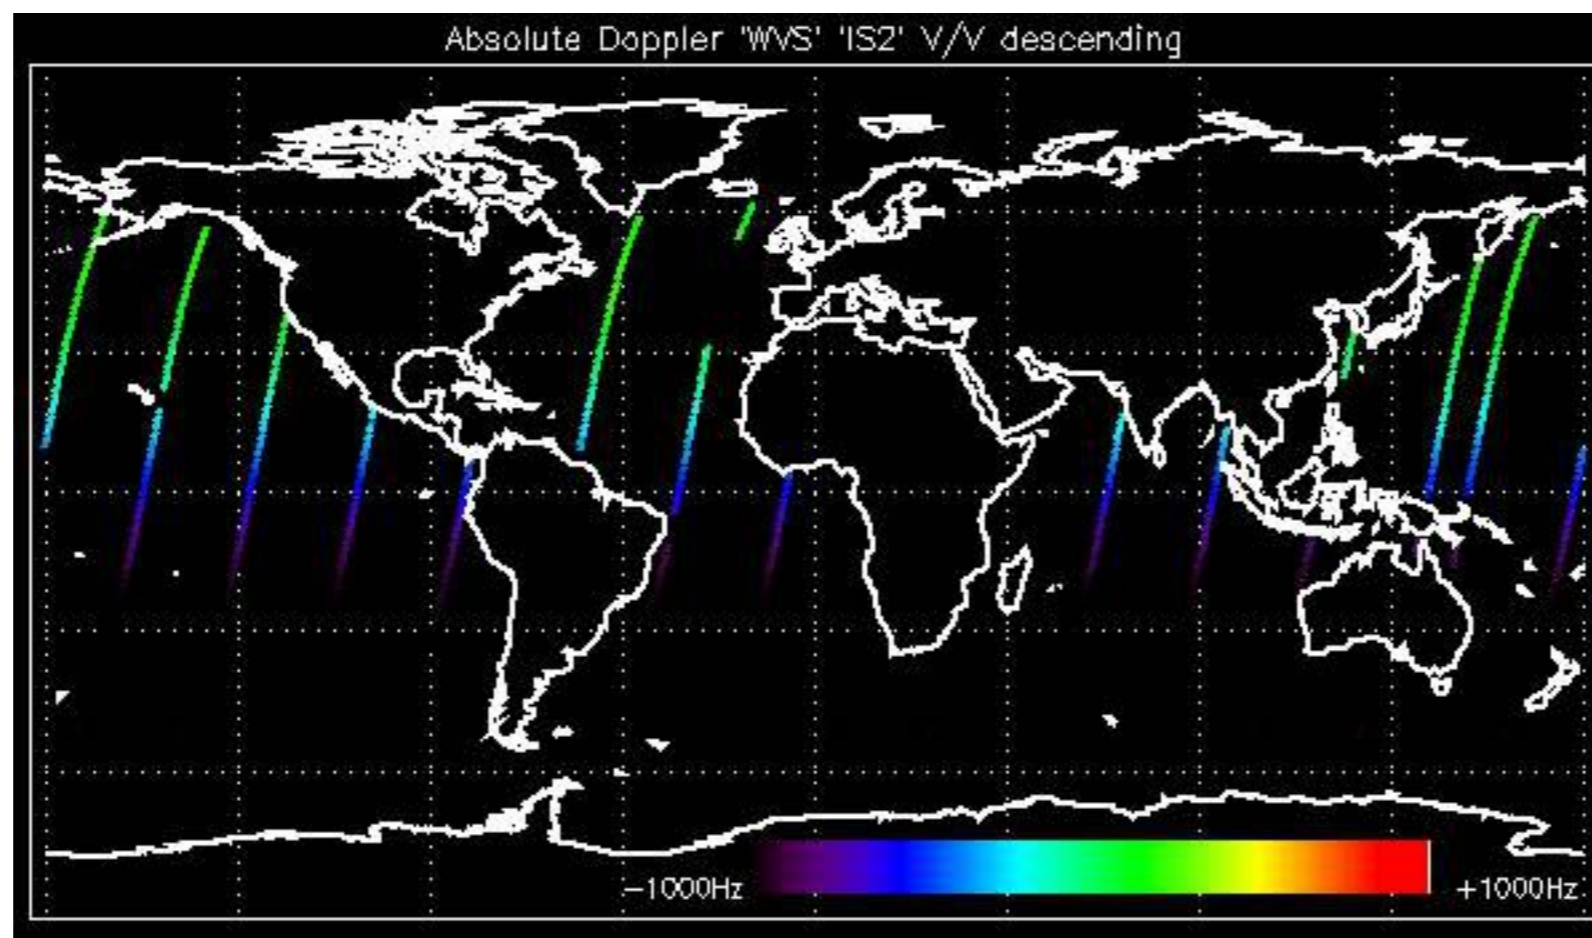 Absolute Doppler 'WVS' 'IS2' V/V descending
−1000Hz
+1000Hz